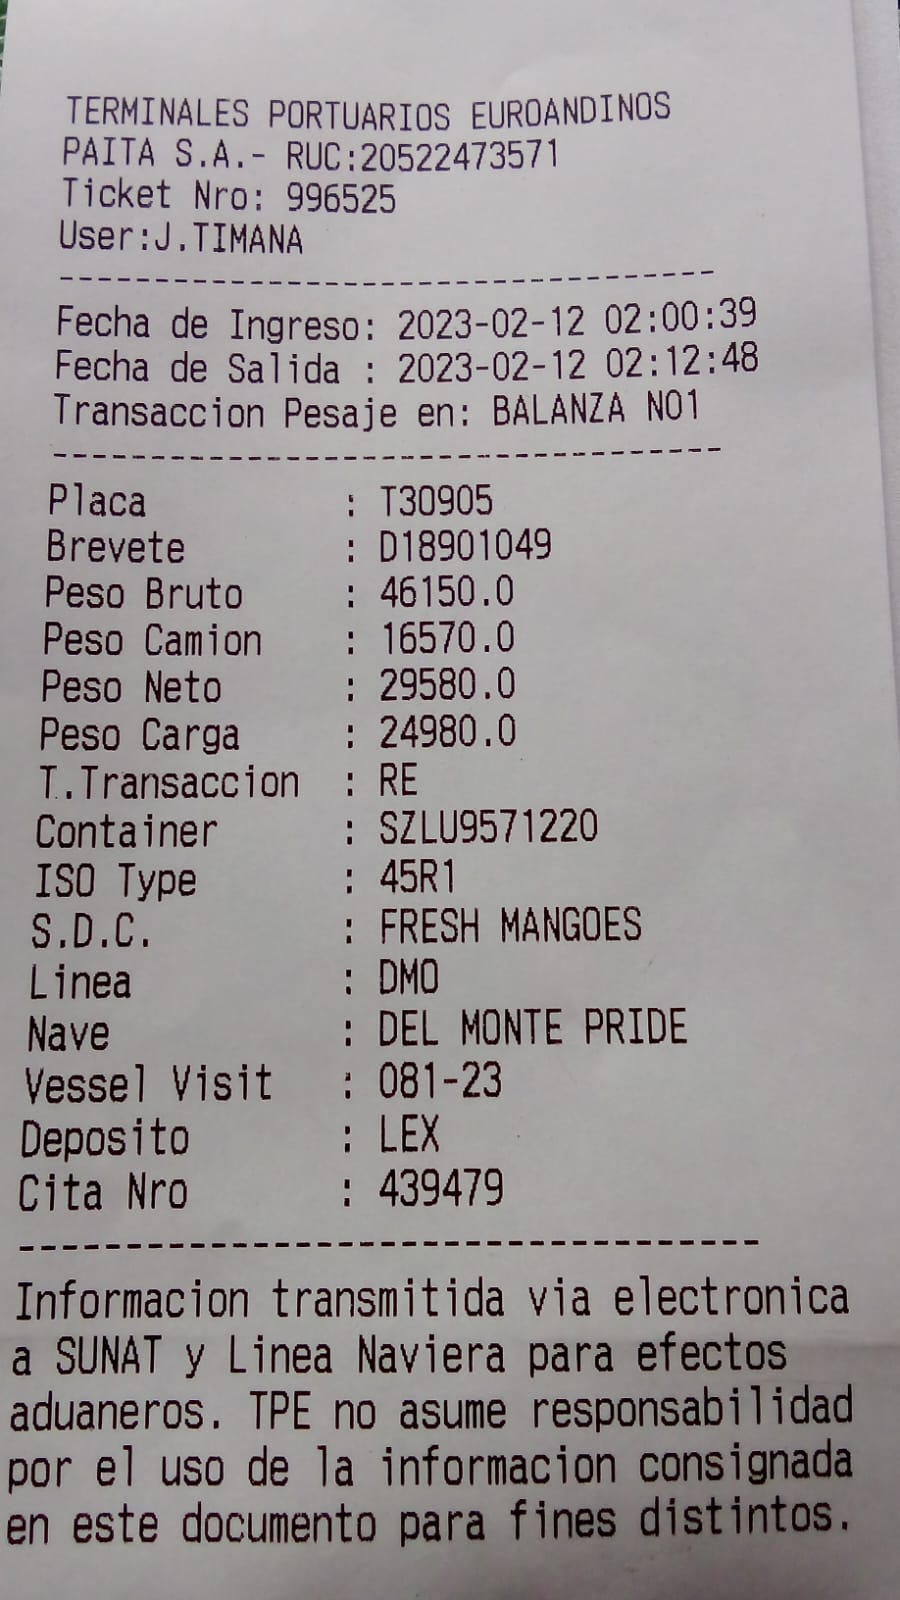 TERMINALES PORTUARIOS EUROANDINOS
PAITA S.A.- RUC:20522473571
Ticket Nro: 996525
User:J.TIMANA
----------------------------------
Fecha de Ingreso: 2023-02-12 02:00:39
Fecha de Salida : 2023-02-12 02:12:48
Transaccion Pesaje en: BALANZA NO1
----------------------------------
Placa : T30905
Brevete : D18901049
Peso Bruto : 46150.0
Peso Camion : 16570.0
Peso Neto : 29580.0
Peso Carga : 24980.0
T.Transaccion : RE
Container : SZLU9571220
ISO Type : 45R1
S.D.C. : FRESH MANGOES
Linea : DMO
Nave : DEL MONTE PRIDE
Vessel Visit : 081-23
Deposito : LEX
Cita Nro : 439479
----------------------------------
Informacion transmitida via electronica
a SUNAT y Linea Naviera para efectos
aduaneros. TPE no asume responsabilidad
por el uso de la informacion consignada
en este documento para fines distintos.